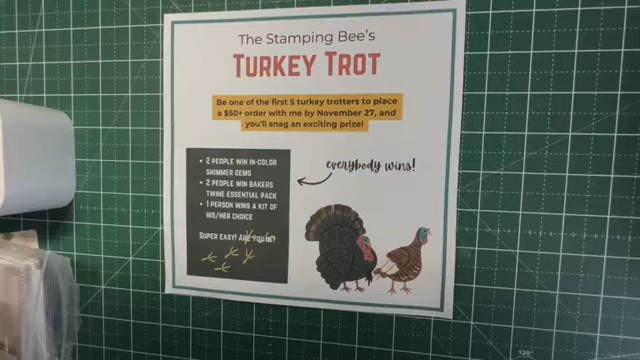 The Stamping Bee's
TURKEY TROT
Be one of the first 5 turkey trotters to place
a $50+ order with me by November 27, and
you'll snag an exciting prize!
• 2 PEOPLE WIN IN-COLOR
SHIMMER GEMS
• 2 PEOPLE WIN BAKERS
TWINE ESSENTIAL PACK
• 1 PERSON WINS A KIT OF
HIS/HER CHOICE
SUPER EASY! ARE YOU IN?
everybody wins!
120°